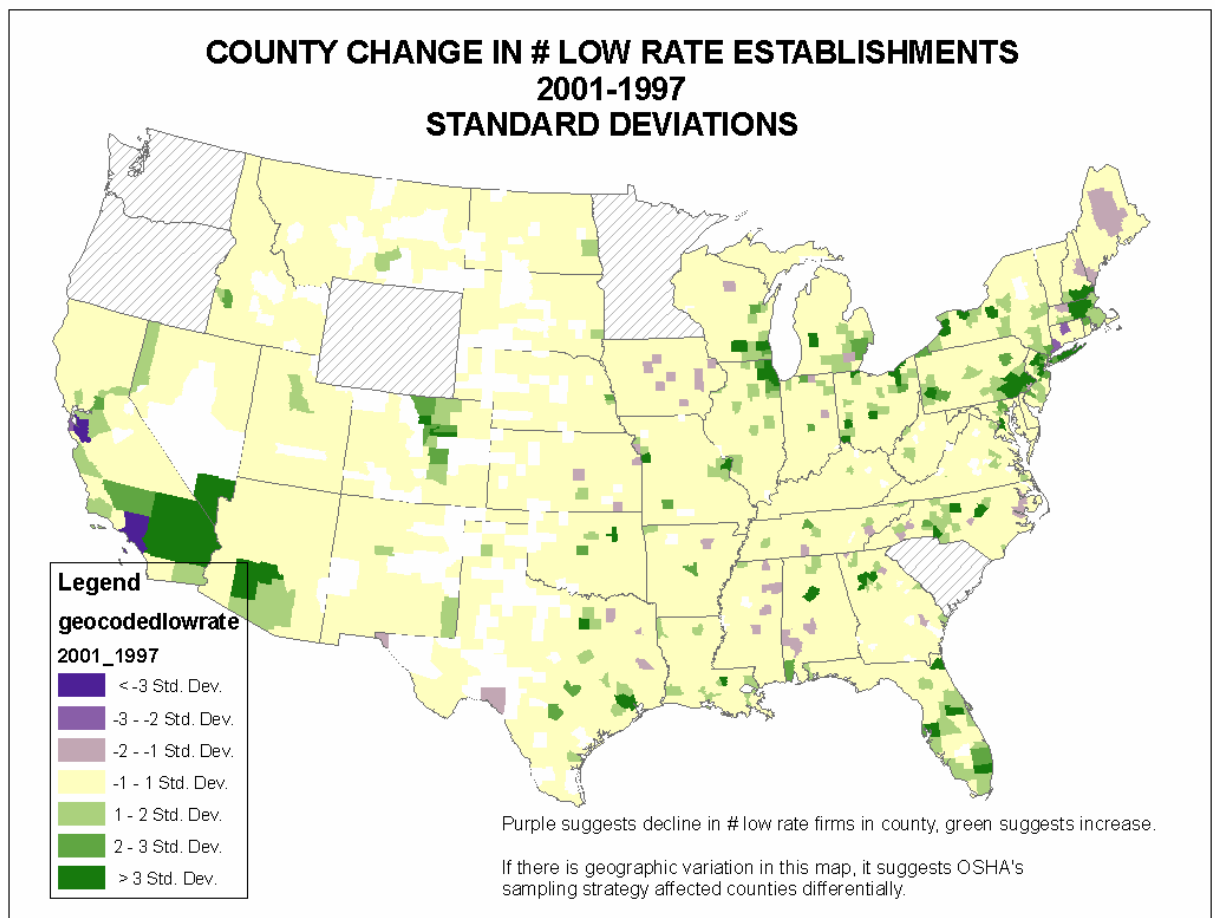 COUNTY CHANGE IN # LOW RATE ESTABLISHMENTS
2001-1997
STANDARD DEVIATIONS
Legend
geocodedlowrate
2001_1997
< -3 Std. Dev.
-3 - -2 Std. Dev.
-2 - -1 Std. Dev.
-1 - 1 Std. Dev.
1 - 2 Std. Dev.
2 - 3 Std. Dev.
> 3 Std. Dev.
Purple suggests decline in # low rate firms in county, green suggests increase.
If there is geographic variation in this map, it suggests OSHA's
sampling strategy affected counties differentially.